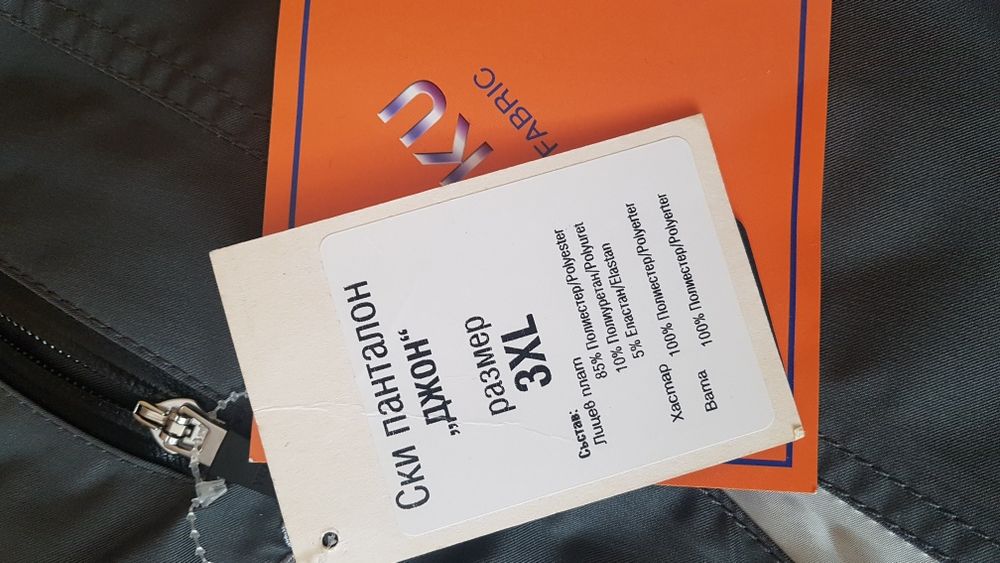 Ски панталон
„Джон“
размер
3XL
Състав:
Лицев плат
85% Полиестер/Polyester
10% Полиуретан/Polyuret
5% Еластан/Elastan
Хастар 100% Полиестер/Polyerter
Вата 100% Полиестер/Polyerter
KU
FABRIC